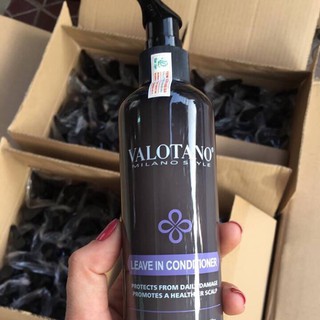 VALOTANO®
MILANO STYLE
LEAVE IN CONDITIONER
PROTECTS FROM DAILY DAMAGE
PROMOTES A HEALTHIER SCALP